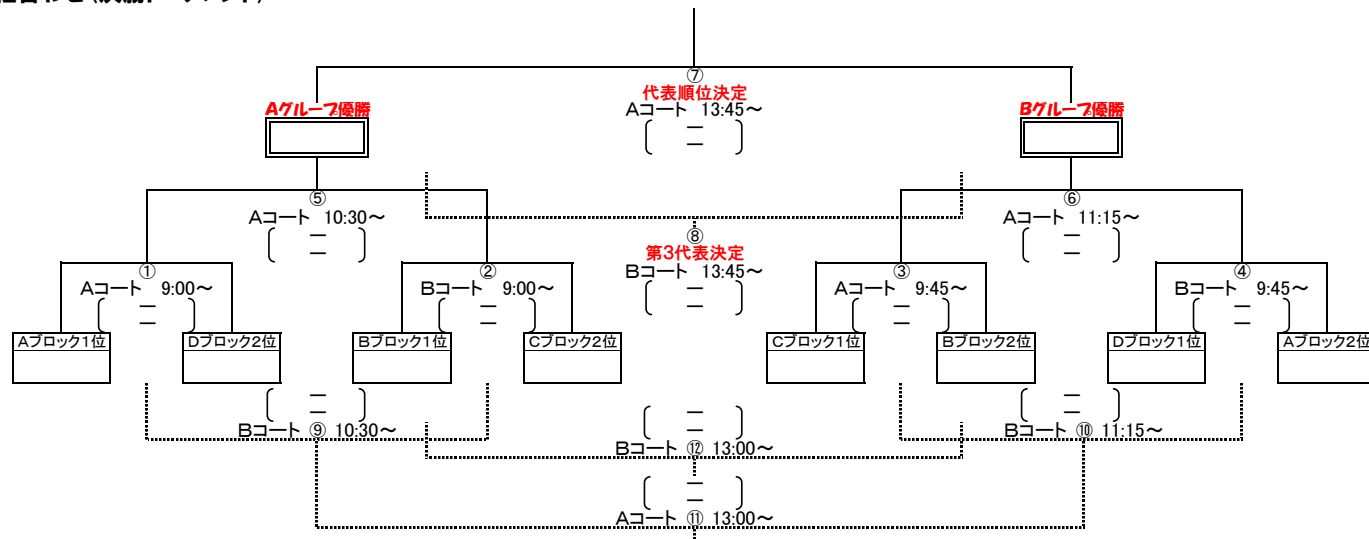 ⑦
代表順位決定
Aコート 13:45～
Aグループ優勝
Bグループ優勝
⑤
Aコート 10:30～
⑥
Aコート 11:15～
⑧
第3代表決定
Bコート 13:45～
①
Aコート 9:00～
②
Bコート 9:00～
③
Aコート 9:45～
④
Bコート 9:45～
Aブロック1位
Dブロック2位
Bブロック1位
Cブロック2位
Cブロック1位
Bブロック2位
Dブロック1位
Aブロック2位
Bコート ⑨ 10:30～
Bコート ⑩ 11:15～
Bコート ⑫ 13:00～
Aコート ⑪ 13:00～